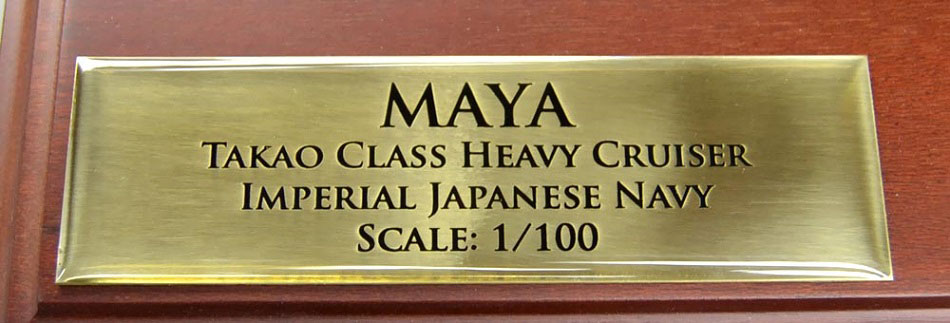 MAYA
TAKAO CLASS HEAVY CRUISER
IMPERIAL JAPANESE NAVY
SCALE: 1/100